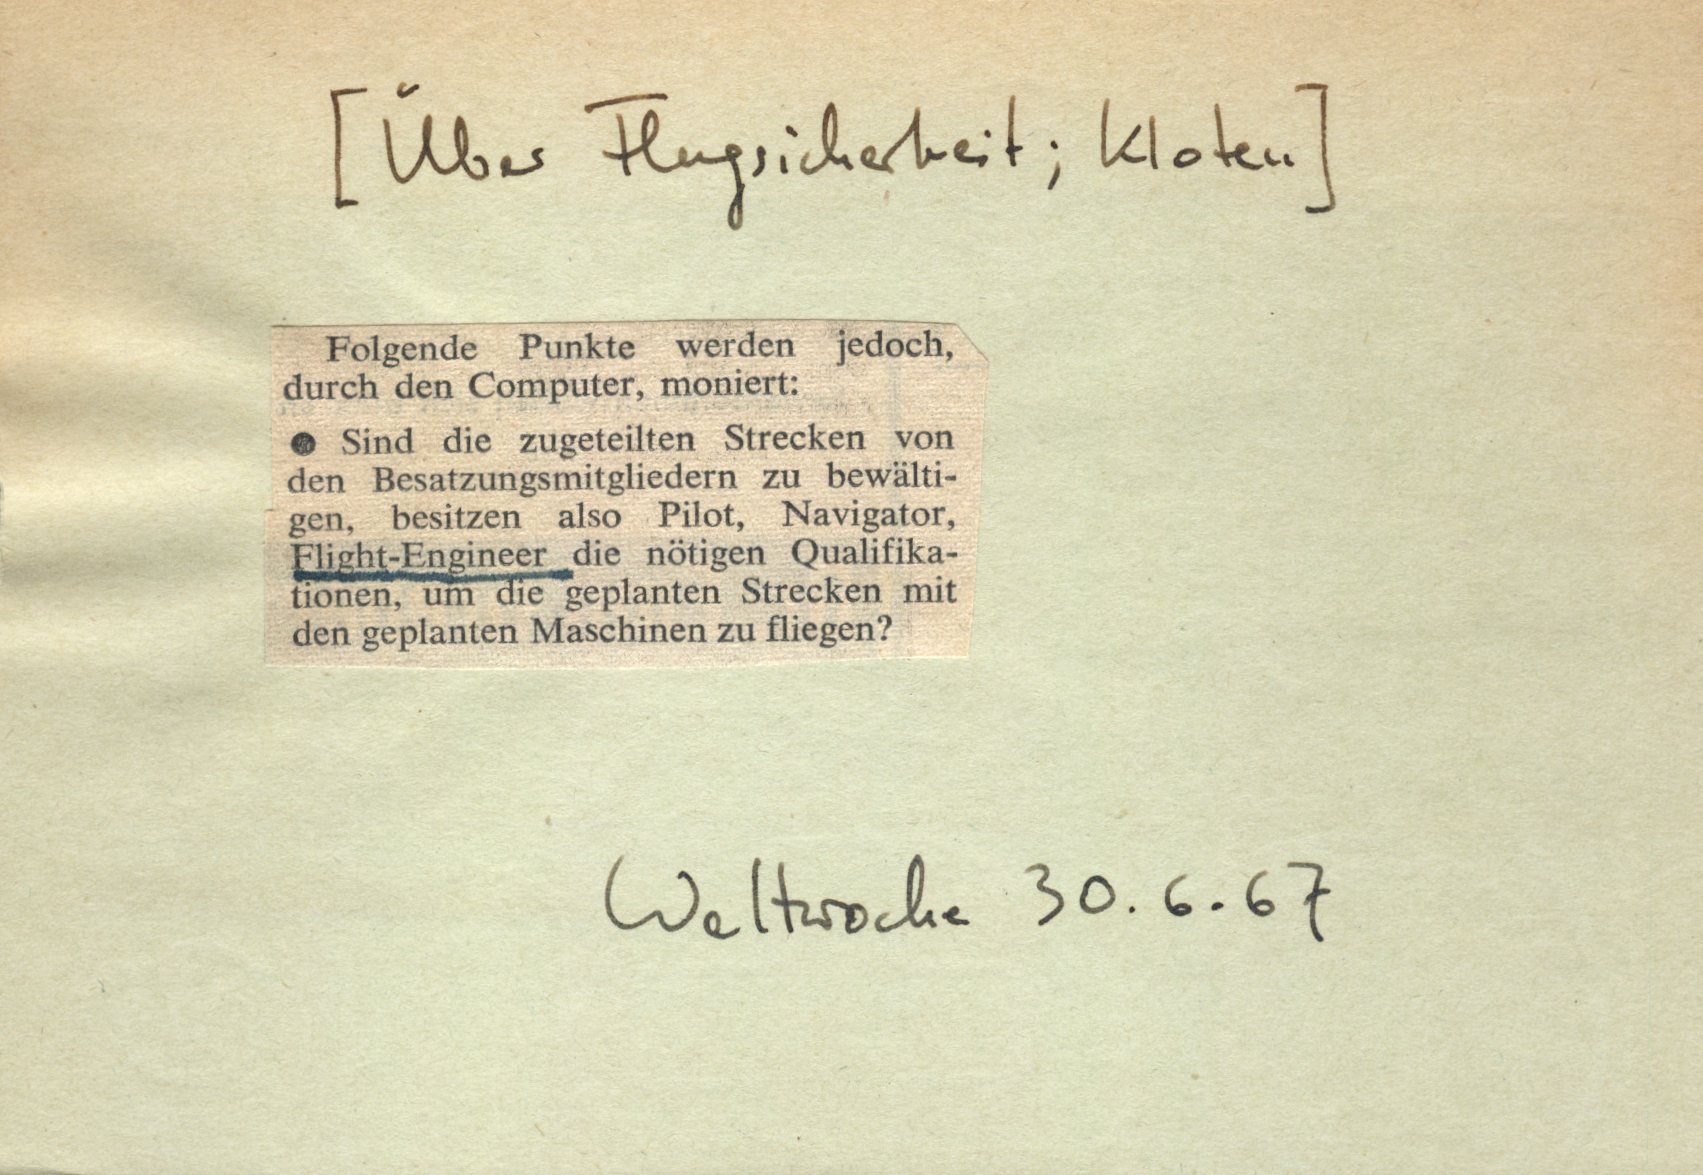 [Über Flugsicherheit; Kloten]
Folgende Punkte werden jedoch,
durch den Computer, moniert:
● Sind die zugeteilten Strecken von
den Besatzungsmitgliedern zu bewälti-
gen, besitzen also Pilot, Navigator,
Flight-Engineer die nötigen Qualifika-
tionen, um die geplanten Strecken mit
den geplanten Maschinen zu fliegen?
Weltwoche 30.6.67